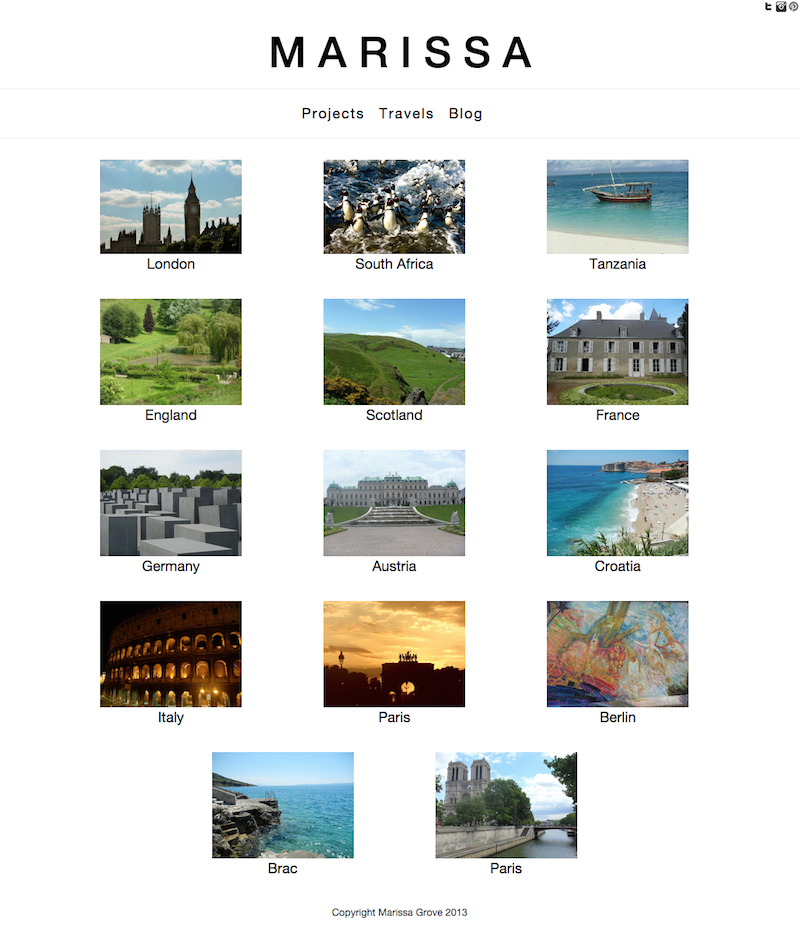 MARISSA
Projects Travels Blog
London South Africa Tanzania
England Scotland France
Germany Austria Croatia
Italy Paris Berlin
Brac Paris
Copyright Marissa Grove 2013